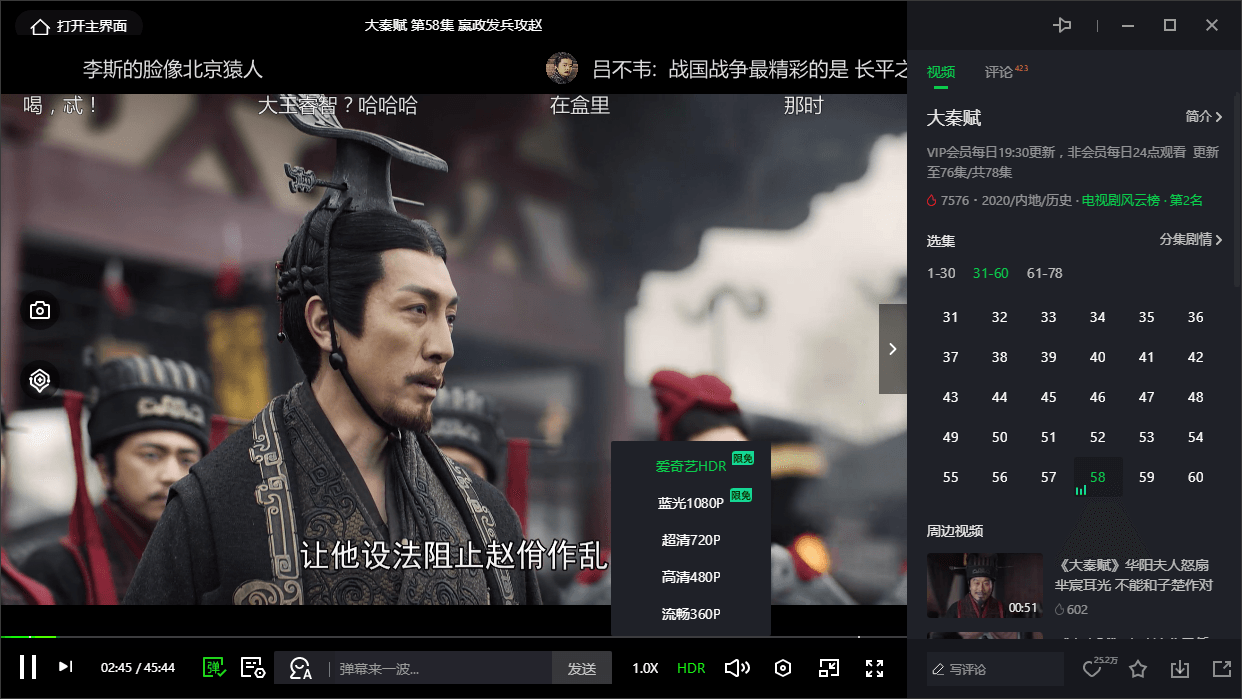 打开主界面
大秦赋 第58集 嬴政发兵攻赵
李斯的脸像北京猿人
吕不韦: 战国战争最精彩的是 长平之
喝，忒！
大王睿智？哈哈哈
在盒里
那时
让他设法阻止赵佾作乱
爱奇艺HDR 限免
蓝光1080P 限免
超清720P
高清480P
流畅360P
02:45 / 45:44
弹
弹幕来一波...
发送
1.0X
HDR
视频
评论 423
大秦赋
简介
VIP会员每日19:30更新，非会员每日24点观看 更新
至76集/共78集
7576 · 2020/内地/历史 · 电视剧风云榜 · 第2名
选集
分集剧情
1-30 31-60 61-78
31 32 33 34 35 36
37 38 39 40 41 42
43 44 45 46 47 48
49 50 51 52 53 54
55 56 57 58 59 60
周边视频
00:51
《大秦赋》华阳夫人怒扇
芈宸耳光 不能和子楚作对
602
写评论
25.2万